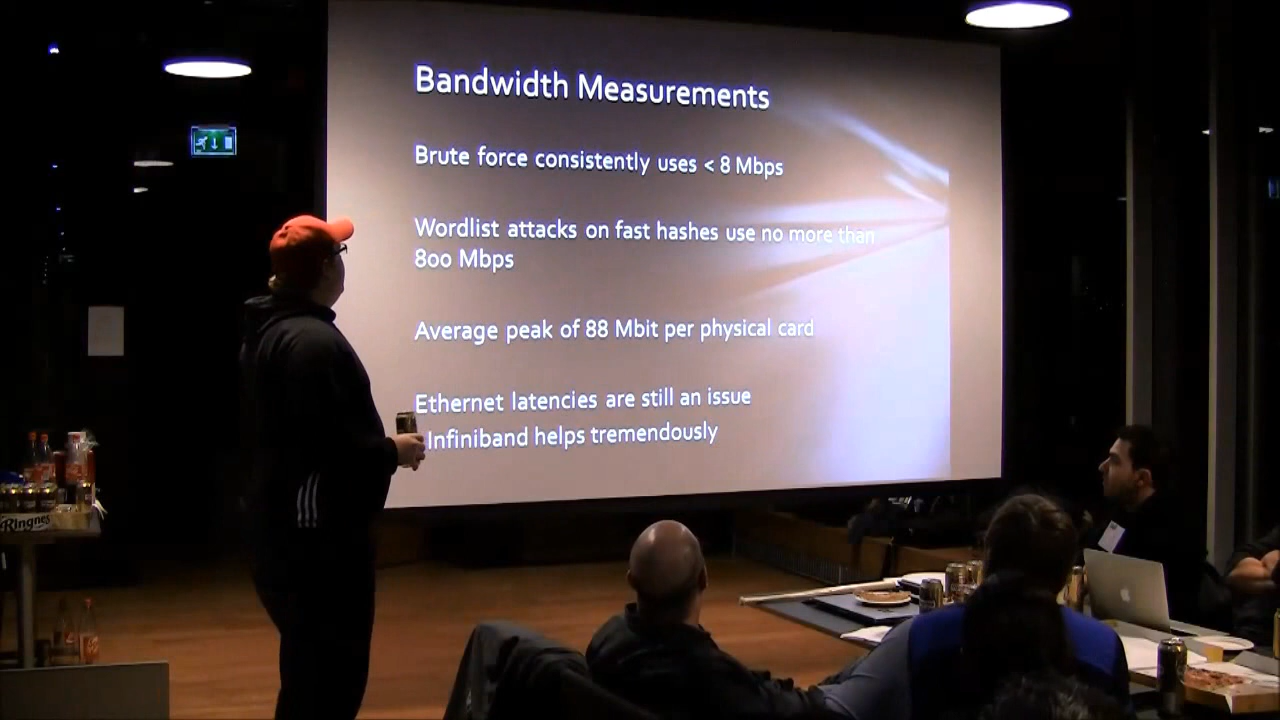 Bandwidth Measurements
Brute force consistently uses < 8 Mbps
Wordlist attacks on fast hashes use no more than
800 Mbps
Average peak of 88 Mbit per physical card
Ethernet latencies are still an issue
Infiniband helps tremendously
Ringnes